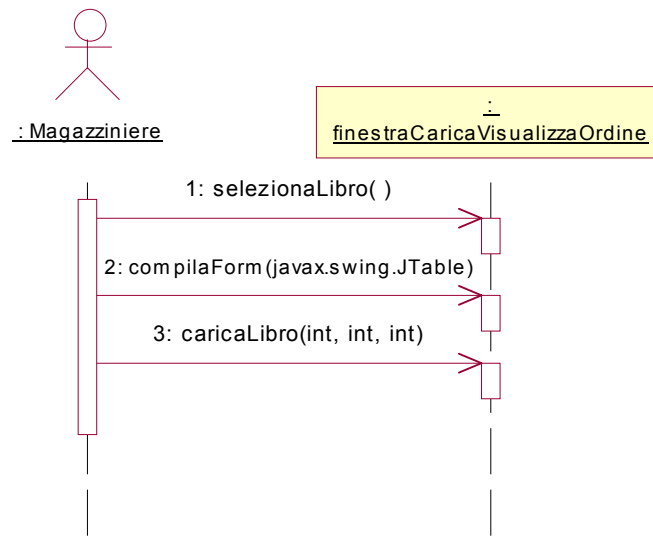 : Magazziniere
:
finestraCaricaVisualizzaOrdine
1: selezionaLibro( )
2: compilaForm(javax.swing.JTable)
3: caricaLibro(int, int, int)